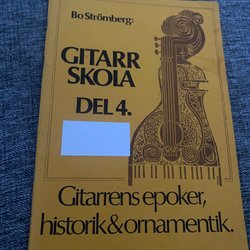 Bo Strömberg:
GITARR
SKOLA
DEL 4.
Gitarrens epoker,
historik & ornamentik.